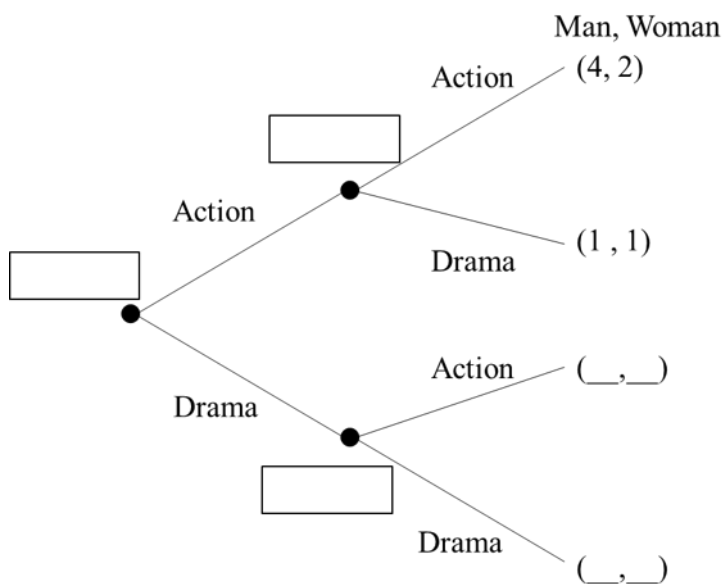 Man, Woman
Action (4, 2)
Action
Drama (1 , 1)
Drama
Action (__,__)
Drama (__,__)